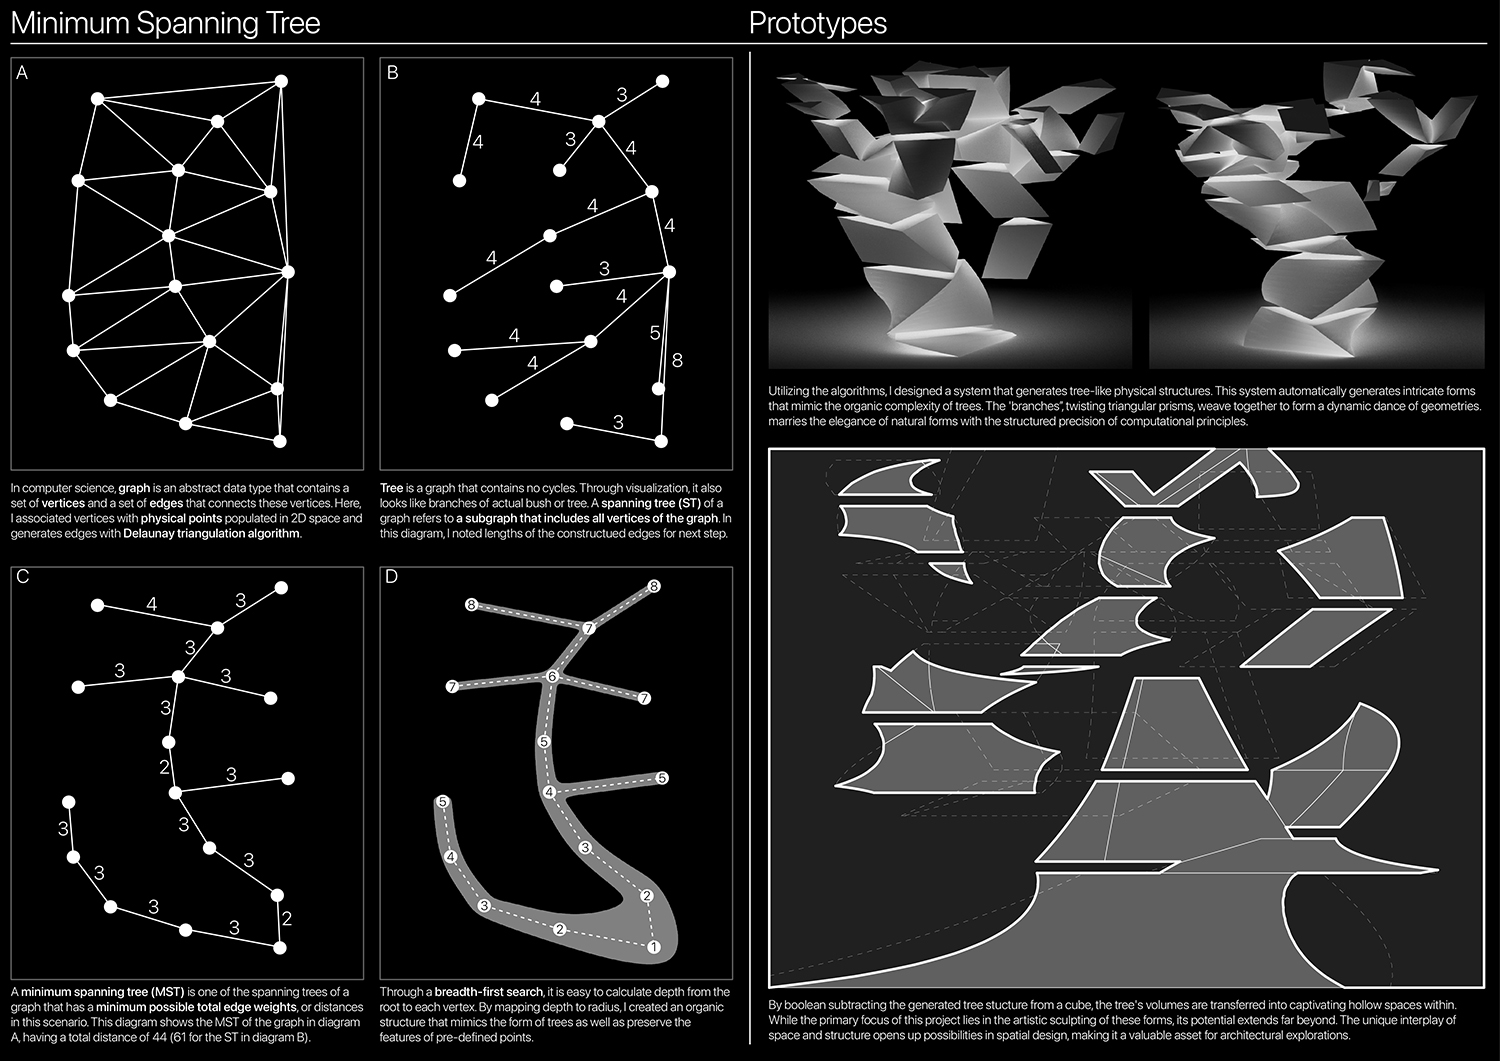 Minimum Spanning Tree
A
B
4
3
4
3
4
4
4
4
3
4
4
4
5
8
3
In computer science, graph is an abstract data type that contains a
set of vertices and a set of edges that connects these vertices. Here,
I associated vertices with physical points populated in 2D space and
generates edges with Delaunay triangulation algorithm.
Tree is a graph that contains no cycles. Through visualization, it also
looks like branches of actual bush or tree. A spanning tree (ST) of a
graph refers to a subgraph that includes all vertices of the graph. In
this diagram, I noted lengths of the constructued edges for next step.
C
4
3
3
3
3
3
2
3
3
3
3
3
3
3
2
D
8
8
7
6
7
7
5
4
5
5
4
3
3
2
2
1
A minimum spanning tree (MST) is one of the spanning trees of a
graph that has a minimum possible total edge weights, or distances
in this scenario. This diagram shows the MST of the graph in diagram
A, having a total distance of 44 (61 for the ST in diagram B).
Through a breadth-first search, it is easy to calculate depth from the
root to each vertex. By mapping depth to radius, I created an organic
structure that mimics the form of trees as well as preserve the
features of pre-defined points.
Prototypes
Utilizing the algorithms, I designed a system that generates tree-like physical structures. This system automatically generates intricate forms
that mimic the organic complexity of trees. The 'branches", twisting triangular prisms, weave together to form a dynamic dance of geometries.
marries the elegance of natural forms with the structured precision of computational principles.
By boolean subtracting the generated tree stucture from a cube, the tree's volumes are transferred into captivating hollow spaces within.
While the primary focus of this project lies in the artistic sculpting of these forms, its potential extends far beyond. The unique interplay of
space and structure opens up possibilities in spatial design, making it a valuable asset for architectural explorations.